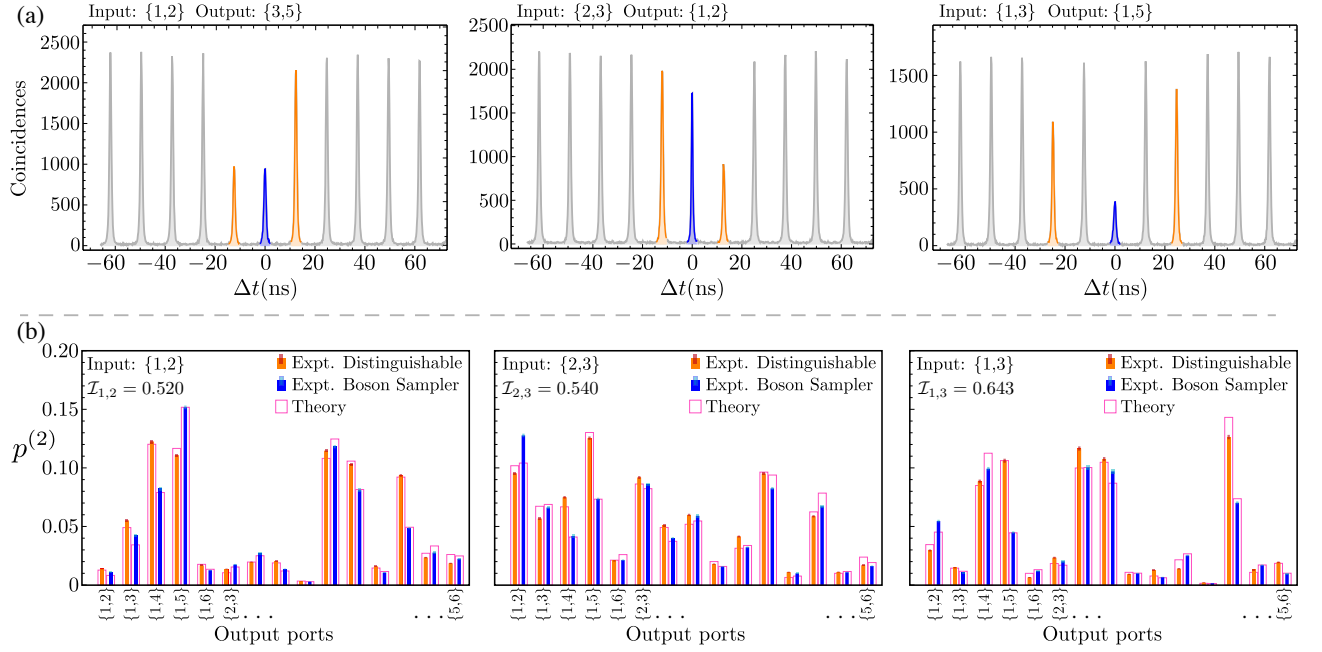 (a)
Input: {1,2} Output: {3,5}
Input: {2,3} Output: {1,2}
Input: {1,3} Output: {1,5}
Coincidences
2500
2000
1500
1000
500
0
2500
2000
1500
1000
500
0
1500
1000
500
0
−60 −40 −20 0 20 40 60
−60 −40 −20 0 20 40 60
−60 −40 −20 0 20 40 60
Δt(ns)
Δt(ns)
Δt(ns)
(b)
p^(2)
0.20
0.15
0.10
0.05
0
Input: {1,2}
I₁,₂ = 0.520
Expt. Distinguishable
Expt. Boson Sampler
Theory
Input: {2,3}
I₂,₃ = 0.540
Expt. Distinguishable
Expt. Boson Sampler
Theory
Input: {1,3}
I₁,₃ = 0.643
Expt. Distinguishable
Expt. Boson Sampler
Theory
{1,2} {1,3} {1,4} {1,5} {1,6} {2,3} · · · · · · {5,6}
{1,2} {1,3} {1,4} {1,5} {1,6} {2,3} · · · · · · {5,6}
{1,2} {1,3} {1,4} {1,5} {1,6} {2,3} · · · · · · {5,6}
Output ports
Output ports
Output ports